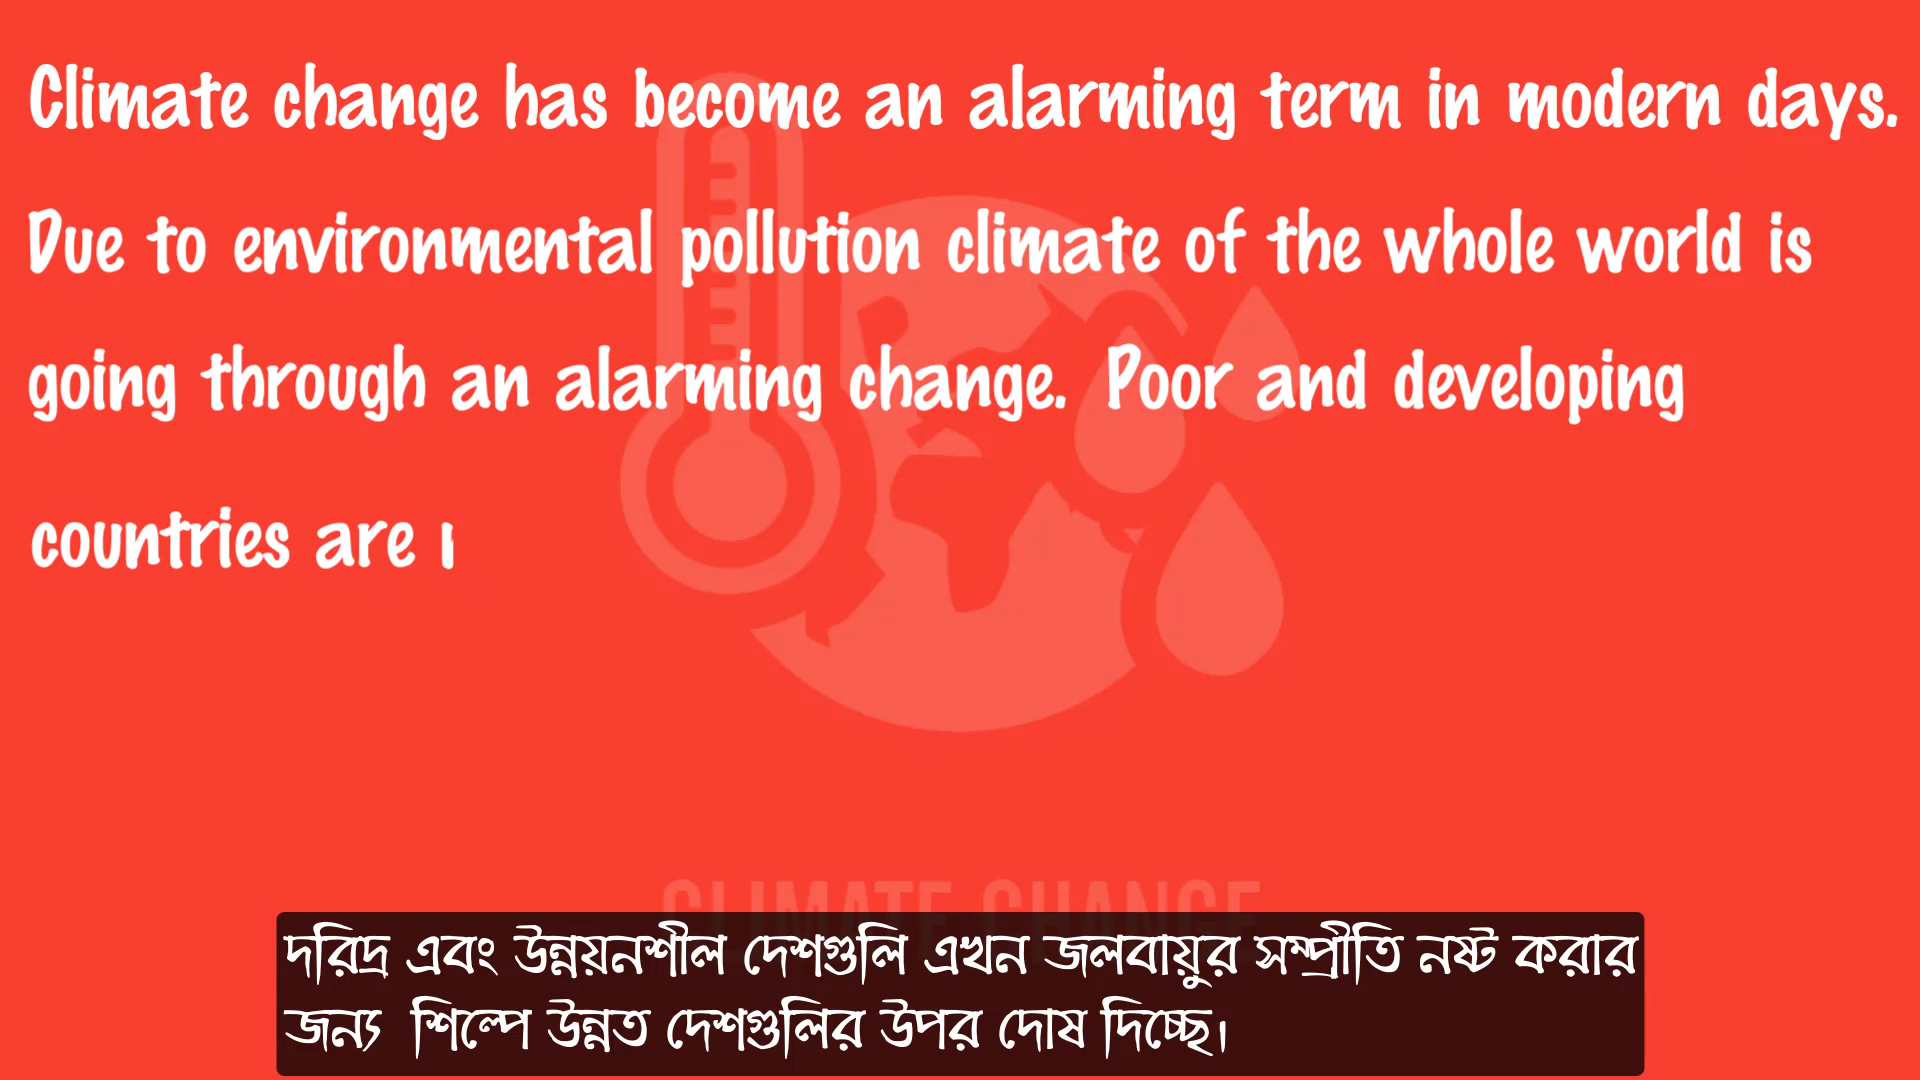 Climate change has become an alarming term in modern days.
Due to environmental pollution climate of the whole world is
going through an alarming change. Poor and developing
countries are
CLIMATE CHANGE
দরিদ্র এবং উন্নয়নশীল দেশগুলি এখন জলবায়ুর সম্প্রীতি নষ্ট করার
জন্য শিল্পে উন্নত দেশগুলির উপর দোষ দিচ্ছে।